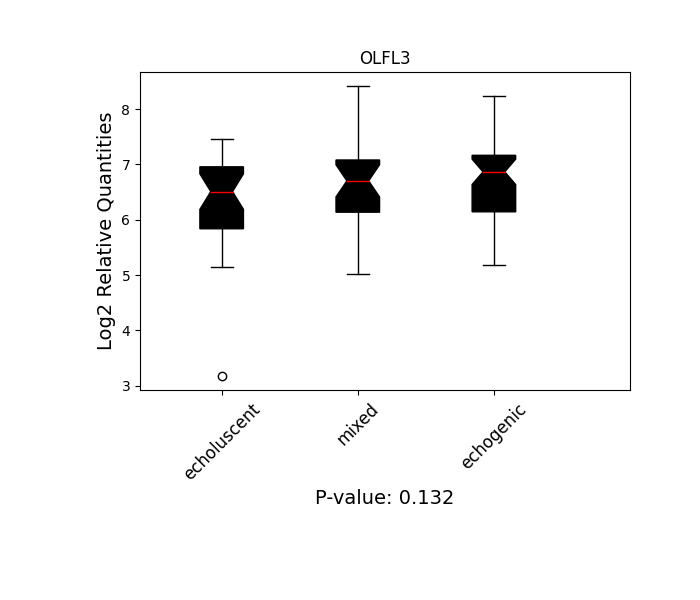 OLFL3
Log2 Relative Quantities
8
7
6
5
4
3
echoluscent
mixed
echogenic
P-value: 0.132